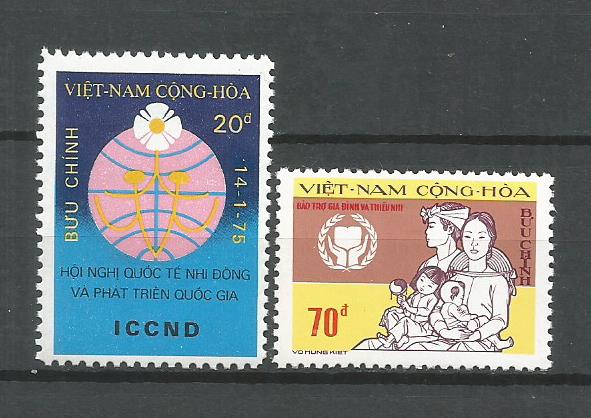 VIỆT-NAM CỘNG-HÒA
20đ
BƯU CHÍNH
14-1-75
HỘI NGHỊ QUỐC TẾ NHI ĐỒNG
VÀ PHÁT TRIỂN QUỐC GIA
ICCND
VIỆT-NAM CỘNG-HÒA
BẢO TRỢ GIA ĐÌNH VÀ THIẾU NHI
BƯU CHÍNH
70đ
VO HUNG KIET